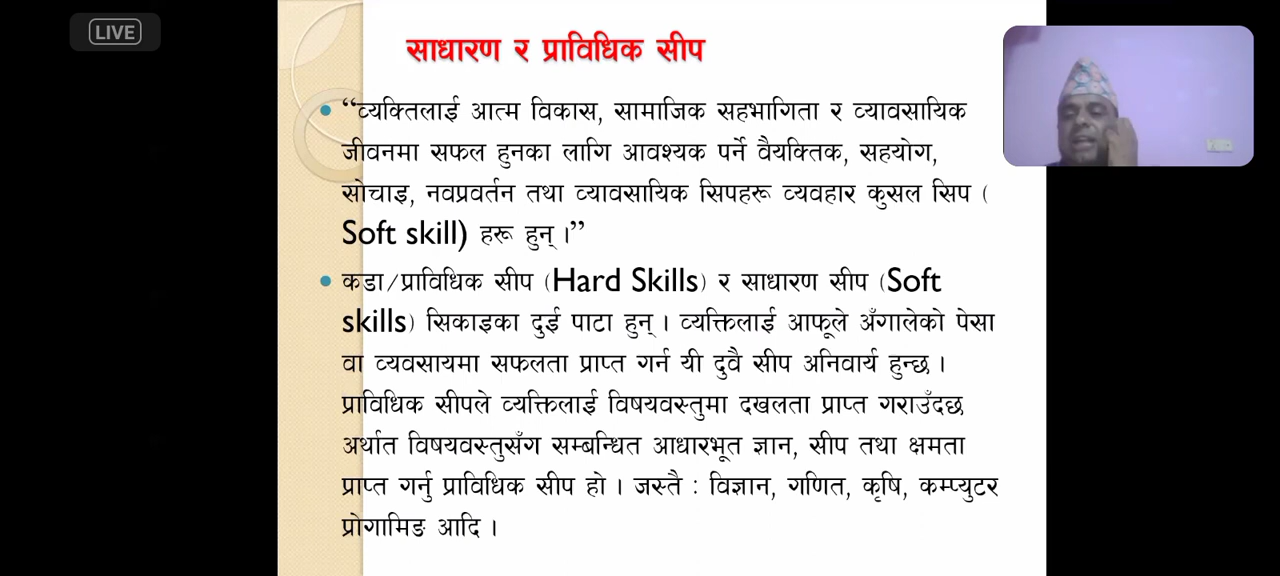 LIVE
साधारण र प्राविधिक सीप
“व्यक्तिलाई आत्म विकास, सामाजिक सहभागिता र व्यावसायिक
जीवनमा सफल हुनका लागि आवश्यक पर्ने वैयक्तिक, सहयोग,
सोचाइ, नवप्रवर्तन तथा व्यावसायिक सिपहरू व्यवहार कुसल सिप (
Soft skill) हरू हुन् ।”
कडा/प्राविधिक सीप (Hard Skills) र साधारण सीप (Soft
skills) सिकाइका दुई पाटा हुन् । व्यक्तिलाई आफूले अँगालेको पेसा
वा व्यवसायमा सफलता प्राप्त गर्न यी दुवै सीप अनिवार्य हुन्छ ।
प्राविधिक सीपले व्यक्तिलाई विषयवस्तुमा दखलता प्राप्त गराउँदछ
अर्थात विषयवस्तुसँग सम्बन्धित आधारभूत ज्ञान, सीप तथा क्षमता
प्राप्त गर्नु प्राविधिक सीप हो । जस्तै : विज्ञान, गणित, कृषि, कम्प्युटर
प्रोगामिङ आदि ।